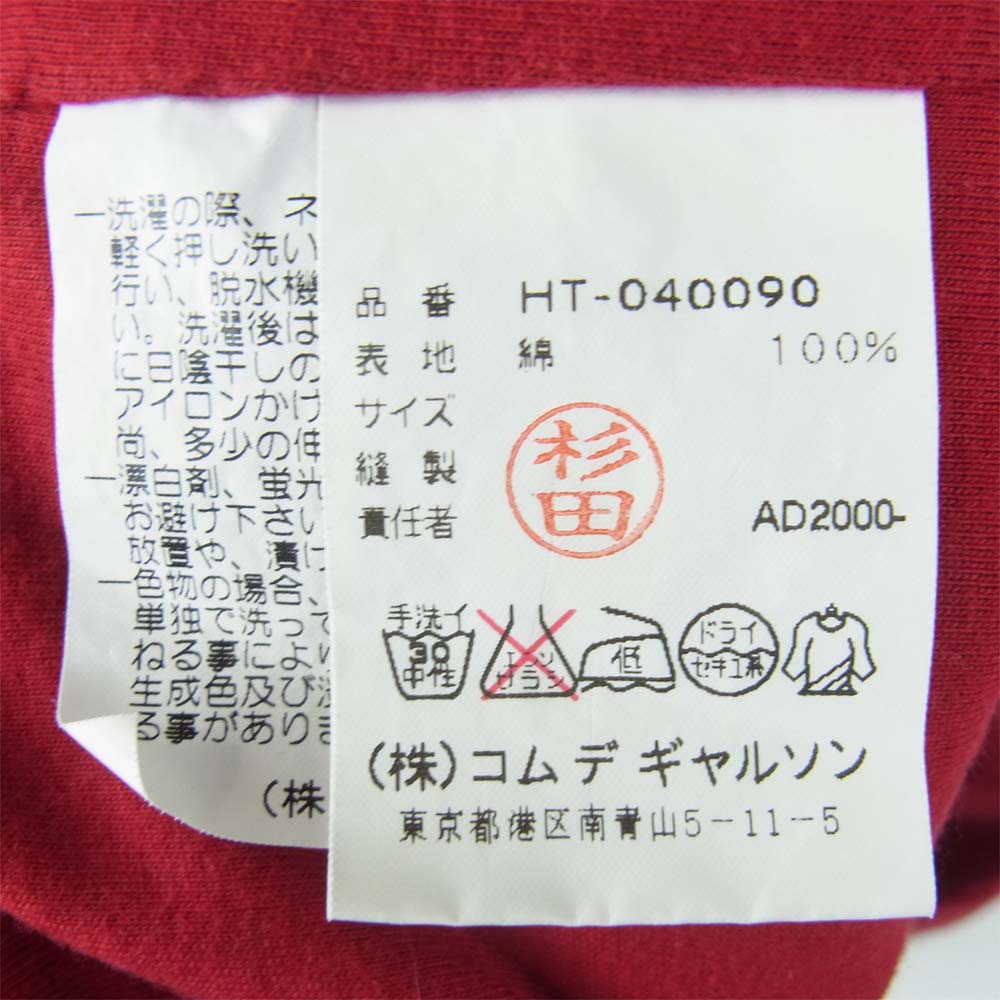 一洗濯の際、ネ
軽く押し洗い
行い、脱水機
い。洗濯後は
に日陰干しの
アイロンかけ
尚、多少の伸
一漂白剤、蛍光
お避け下さい
放置や、漬け
一色物の場合、
単独で洗って
ねる事によい
生成色及び淡
る事がありま
(株
品番 HT-040090
表地 綿 100%
サイズ
縫製
責任者 AD2000-
杉田
手洗イ
30
中性
エンソ
サラシ
低
ドライ
セキユ系
(株)コムデギャルソン
東京都港区南青山5-11-5